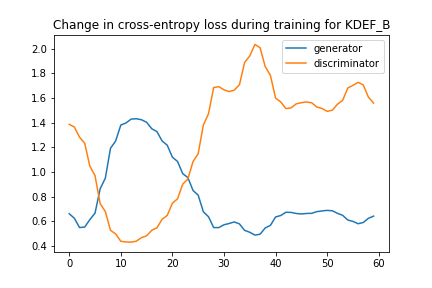 Change in cross-entropy loss during training for KDEF_B
generator
discriminator
2.0
1.8
1.6
1.4
1.2
1.0
0.8
0.6
0.4
0 10 20 30 40 50 60